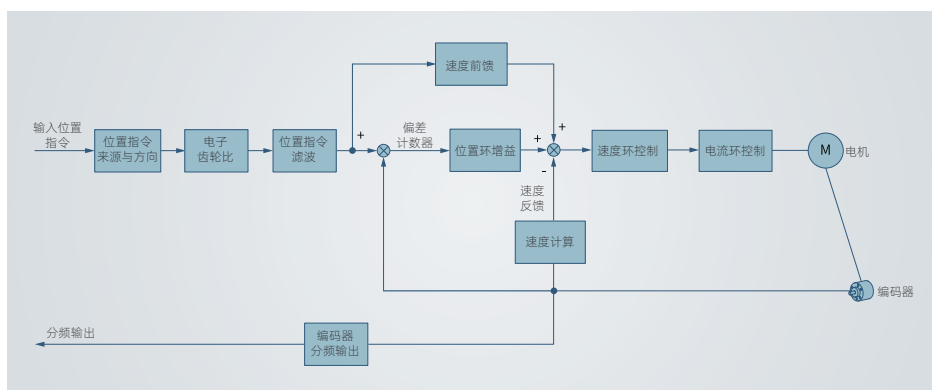 速度前馈
输入位置
指令
位置指令
来源与方向
电子
齿轮比
位置指令
滤波
+
偏差
计数器
位置环增益
+
+
-
速度环控制
电流环控制
M
电机
速度
反馈
速度计算
编码器
分频输出
编码器
分频输出